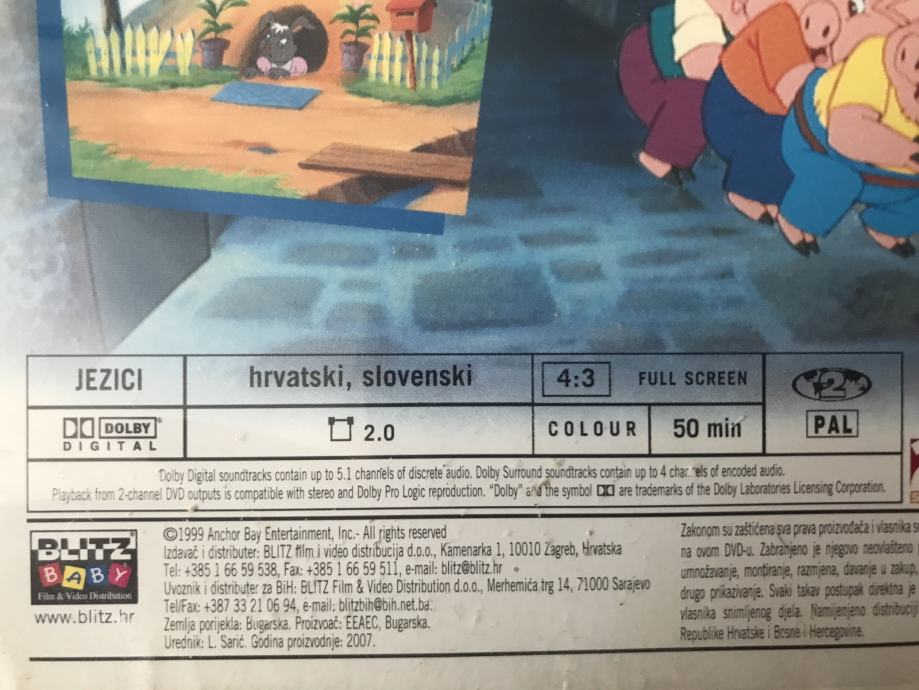 JEZICI
hrvatski, slovenski
4:3 FULL SCREEN
2
DOLBY
DIGITAL
2.0
COLOUR
50 min
PAL
Dolby Digital soundtracks contain up to 5.1 channels of discrete audio. Dolby Surround soundtracks contain up to 4 channels of encoded audio.
Playback from 2-channel DVD outputs is compatible with stereo and Dolby Pro Logic reproduction. "Dolby" and the symbol are trademarks of the Dolby Laboratories Licensing Corporation.
BLITZ
BABY
Film & Video Distribution
www.blitz.hr
©1999 Anchor Bay Entertainment, Inc.- All rights reserved
Izdavač i distributer: BLITZ film i video distribucija d.o.o., Kamenarka 1, 10010 Zagreb, Hrvatska
Tel: +385 1 66 59 538, Fax: +385 1 66 59 511, e-mail: blitz@blitz.hr
Uvoznik i distributer za BiH: BLITZ Film & Video Distribution d.o.o., Merhemića trg 14, 71000 Sarajevo
Tel/Fax: +387 33 21 06 94, e-mail: blitzbih@bih.net.ba
Zemlja porijekla: Bugarska. Proizvoač: EEAEC, Bugarska.
Urednik: L. Sarić. Godina proizvodnje: 2007.
Zakonom su zaštićena sva prava proizvođača i vlasnika
na ovom DVD-u. Zabranjeno je njegovo neovlašteno
umnožavanje, montiranje, razmjena, davanje u zakup,
drugo prikazivanje. Svaki takav postupak direktna je
vlasnika snimljenog djela. Namijenjeno distribuciji
Republike Hrvatske i Bosne i Hercegovine.